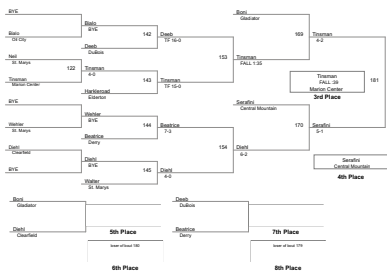 BYE
Bialo
Oil City
Bialo
BYE
142
Deeb
DuBois
Deeb
TF 16-0
Neil
St. Marys
122
Tinsman
Marion Center
Tinsman
4-0
143
Harkleroad
Elderton
Tinsman
TF 15-0
153
Tinsman
FALL 1:35
Boni
Gladiator
169
Tinsman
4-2
181
Tinsman
FALL :39
Marion Center
3rd Place
BYE
Wehler
St. Marys
Wehler
BYE
144
Beatrice
Derry
Beatrice
7-3
Diehl
Clearfield
BYE
Diehl
BYE
145
Walter
St. Marys
Diehl
4-0
154
Diehl
6-2
Serafini
Central Mountain
170
Serafini
5-1
Serafini
Central Mountain
4th Place
Boni
Gladiator
Diehl
Clearfield
5th Place
6th Place
Deeb
DuBois
Beatrice
Derry
7th Place
8th Place